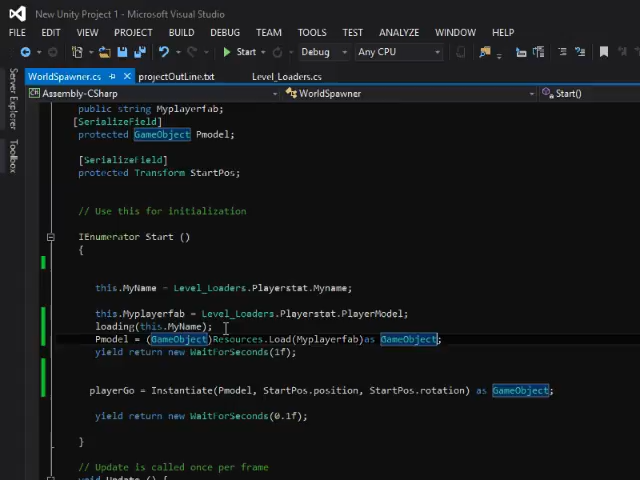 New Unity Project 1 - Microsoft Visual Studio
FILE EDIT VIEW PROJECT BUILD DEBUG TEAM TOOLS TEST ANALYZE WINDOW HELP
Start Debug Any CPU
Server Explorer
Toolbox
WorldSpawner.cs projectOutLine.txt Level_Loaders.cs
Assembly-CSharp WorldSpawner Start()
public string Myplayerfab;
[SerializeField]
protected GameObject Pmodel;
[SerializeField]
protected Transform StartPos;
// Use this for initialization
IEnumerator Start ()
{
this.MyName = Level_Loaders.Playerstat.Myname;
this.Myplayerfab = Level_Loaders.Playerstat.PlayerModel;
loading(this.MyName);
Pmodel = (GameObject)Resources.Load(Myplayerfab)as GameObject;
yield return new WaitForSeconds(1f);
playerGo = Instantiate(Pmodel, StartPos.position, StartPos.rotation) as GameObject;
yield return new WaitForSeconds(0.1f);
}
// Update is called once per frame
void Update () {